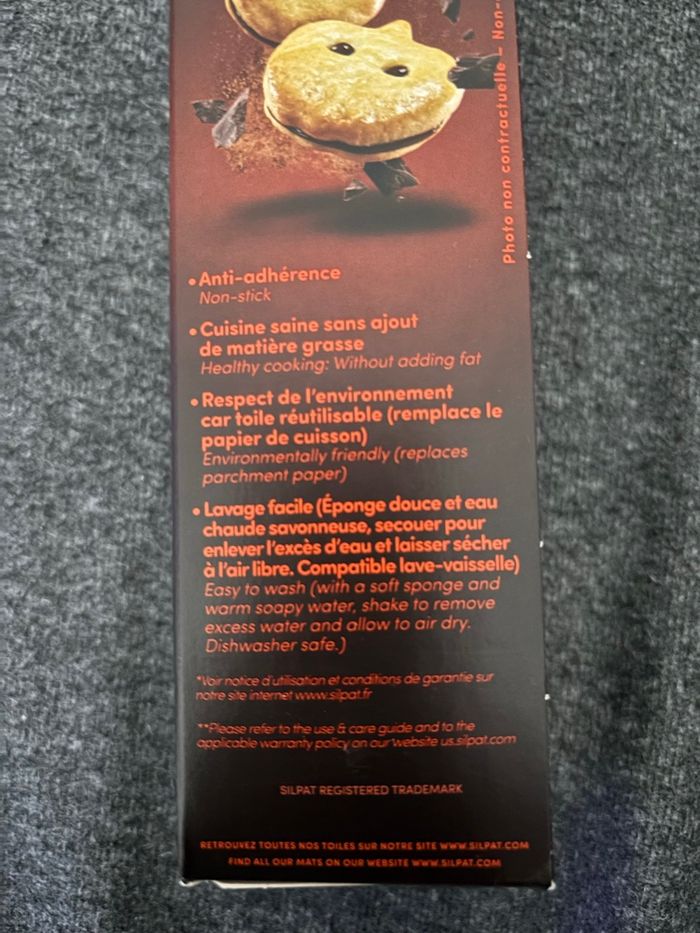 Photo non contractuelle – Non-
• Anti-adhérence
Non-stick
• Cuisine saine sans ajout
de matière grasse
Healthy cooking: Without adding fat
• Respect de l'environnement
car toile réutilisable (remplace le
papier de cuisson)
Environmentally friendly (replaces
parchment paper)
• Lavage facile (Éponge douce et eau
chaude savonneuse, secouer pour
enlever l'excès d'eau et laisser sécher
à l'air libre. Compatible lave-vaisselle)
Easy to wash (with a soft sponge and
warm soapy water, shake to remove
excess water and allow to air dry.
Dishwasher safe.)
*Voir notice d'utilisation et conditions de garantie sur
notre site internet www.silpat.fr
**Please refer to the use & care guide and to the
applicable warranty policy on our website us.silpat.com
SILPAT REGISTERED TRADEMARK
RETROUVEZ TOUTES NOS TOILES SUR NOTRE SITE WWW.SILPAT.COM
FIND ALL OUR MATS ON OUR WEBSITE WWW.SILPAT.COM